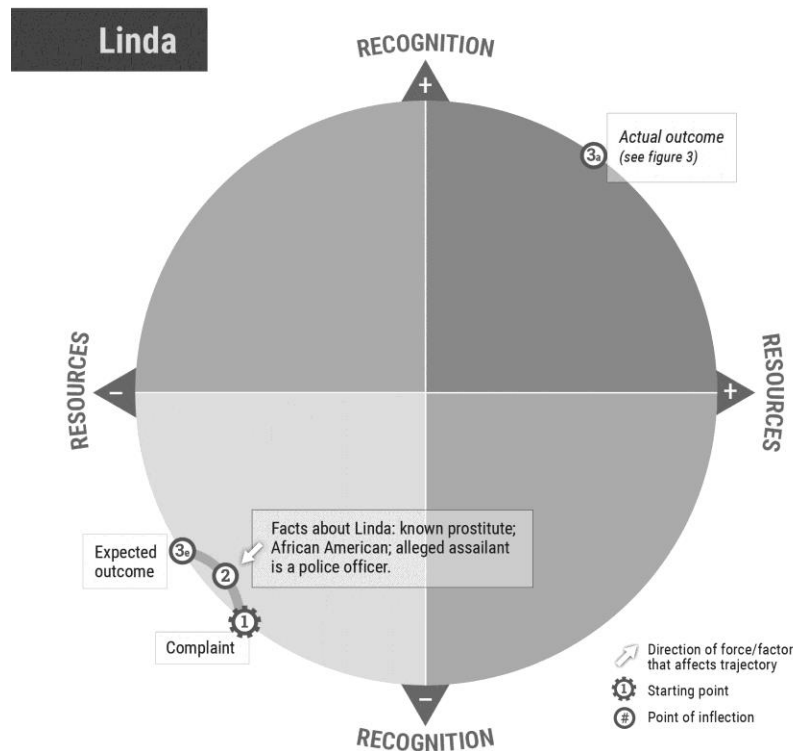 Linda
RECOGNITION
+
3a
Actual outcome
(see figure 3)
RESOURCES
–
+
RESOURCES
Facts about Linda: known prostitute;
African American; alleged assailant
is a police officer.
Expected
outcome
3e
2
1
Complaint
–
RECOGNITION
Direction of force/factor
that affects trajectory
1
Starting point
#
Point of inflection